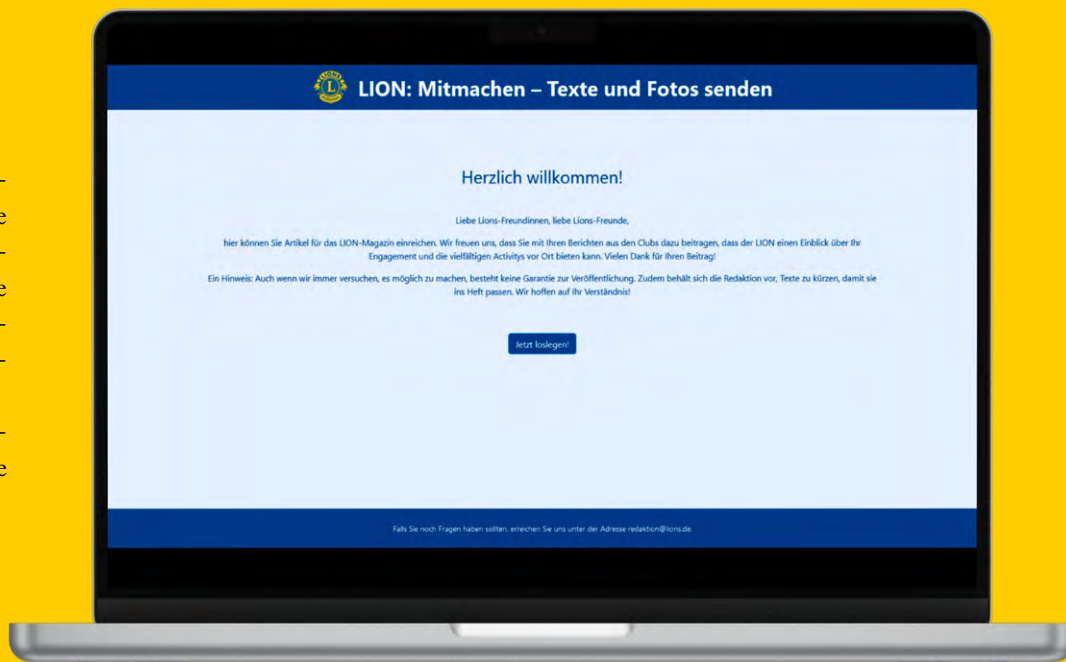 LION: Mitmachen – Texte und Fotos senden
Herzlich willkommen!
Liebe Lions-Freundinnen, liebe Lions-Freunde,
hier können Sie Artikel für das LION-Magazin einreichen. Wir freuen uns, dass Sie mit Ihren Berichten aus den Clubs dazu beitragen, dass der LION einen Einblick über Ihr
Engagement und die vielfältigen Activitys vor Ort bieten kann. Vielen Dank für Ihren Beitrag!
Ein Hinweis: Auch wenn wir immer versuchen, es möglich zu machen, besteht keine Garantie zur Veröffentlichung. Zudem behält sich die Redaktion vor, Texte zu kürzen, damit sie
ins Heft passen. Wir hoffen auf Ihr Verständnis!
Jetzt loslegen!
Falls Sie noch Fragen haben sollten, erreichen Sie uns unter der Adresse redaktion@lions.de.